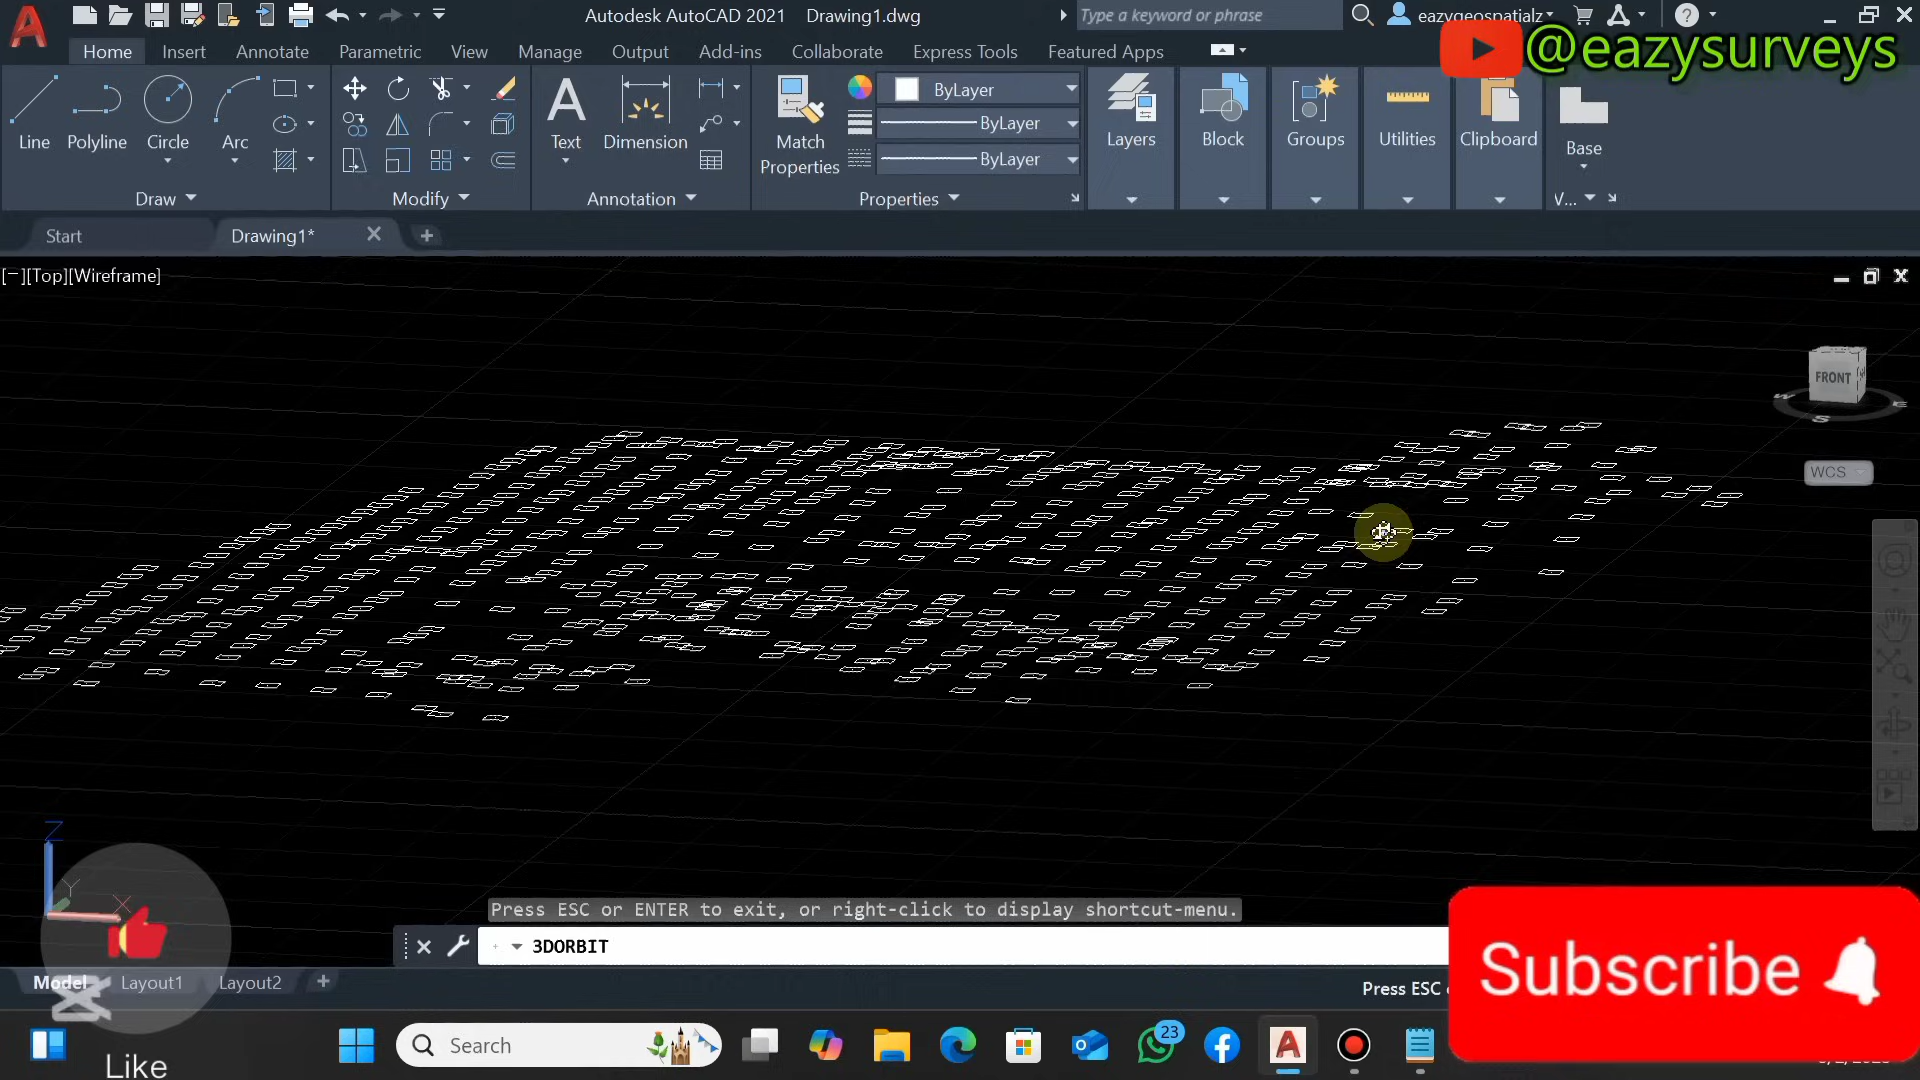 Autodesk AutoCAD 2021 Drawing1.dwg
Type a keyword or phrase
eazygeospatialz
@eazysurveys
Home Insert Annotate Parametric View Manage Output Add-ins Collaborate Express Tools Featured Apps
Line Polyline Circle Arc
Text Dimension
Match Properties
ByLayer
ByLayer
ByLayer
Layers Block Groups Utilities Clipboard Base
Draw Modify Annotation Properties V...
Start Drawing1*
[−][Top][Wireframe]
FRONT
W S E
WCS
Z
Y X
Press ESC or ENTER to exit, or right-click to display shortcut-menu.
3DORBIT
Model Layout1 Layout2
Press ESC
Subscribe
Search
23
Like